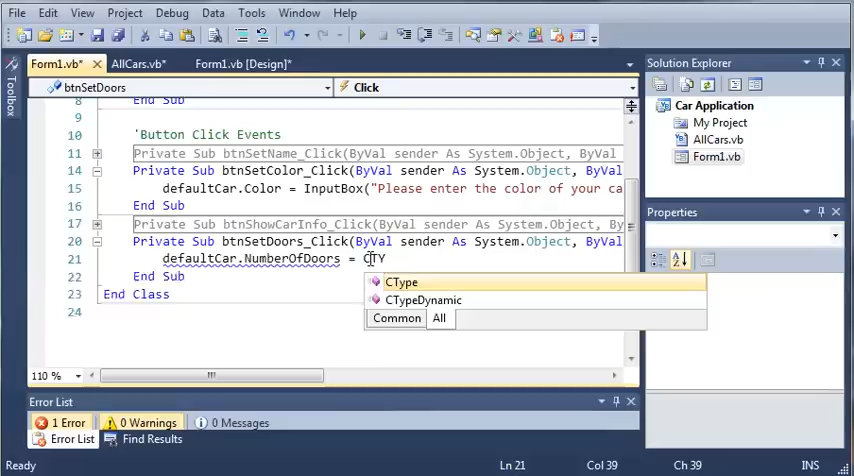 File Edit View Project Debug Data Tools Window Help
Form1.vb* AllCars.vb* Form1.vb [Design]*
Toolbox
btnSetDoors Click
8 End Sub
9
10 'Button Click Events
11 Private Sub btnSetName_Click(ByVal sender As System.Object, ByVal
14 Private Sub btnSetColor_Click(ByVal sender As System.Object, ByVal
15 defaultCar.Color = InputBox("Please enter the color of your ca
16 End Sub
17 Private Sub btnShowCarInfo_Click(ByVal sender As System.Object, By
20 Private Sub btnSetDoors_Click(ByVal sender As System.Object, ByVal
21 defaultCar.NumberOfDoors = CTY
22 End Sub
23 End Class
24
CType
CTypeDynamic
Common All
110 %
Error List
1 Error 0 Warnings 0 Messages
Error List Find Results
Ready Ln 21 Col 39 Ch 39 INS
Solution Explorer
Car Application
My Project
AllCars.vb
Form1.vb
Properties